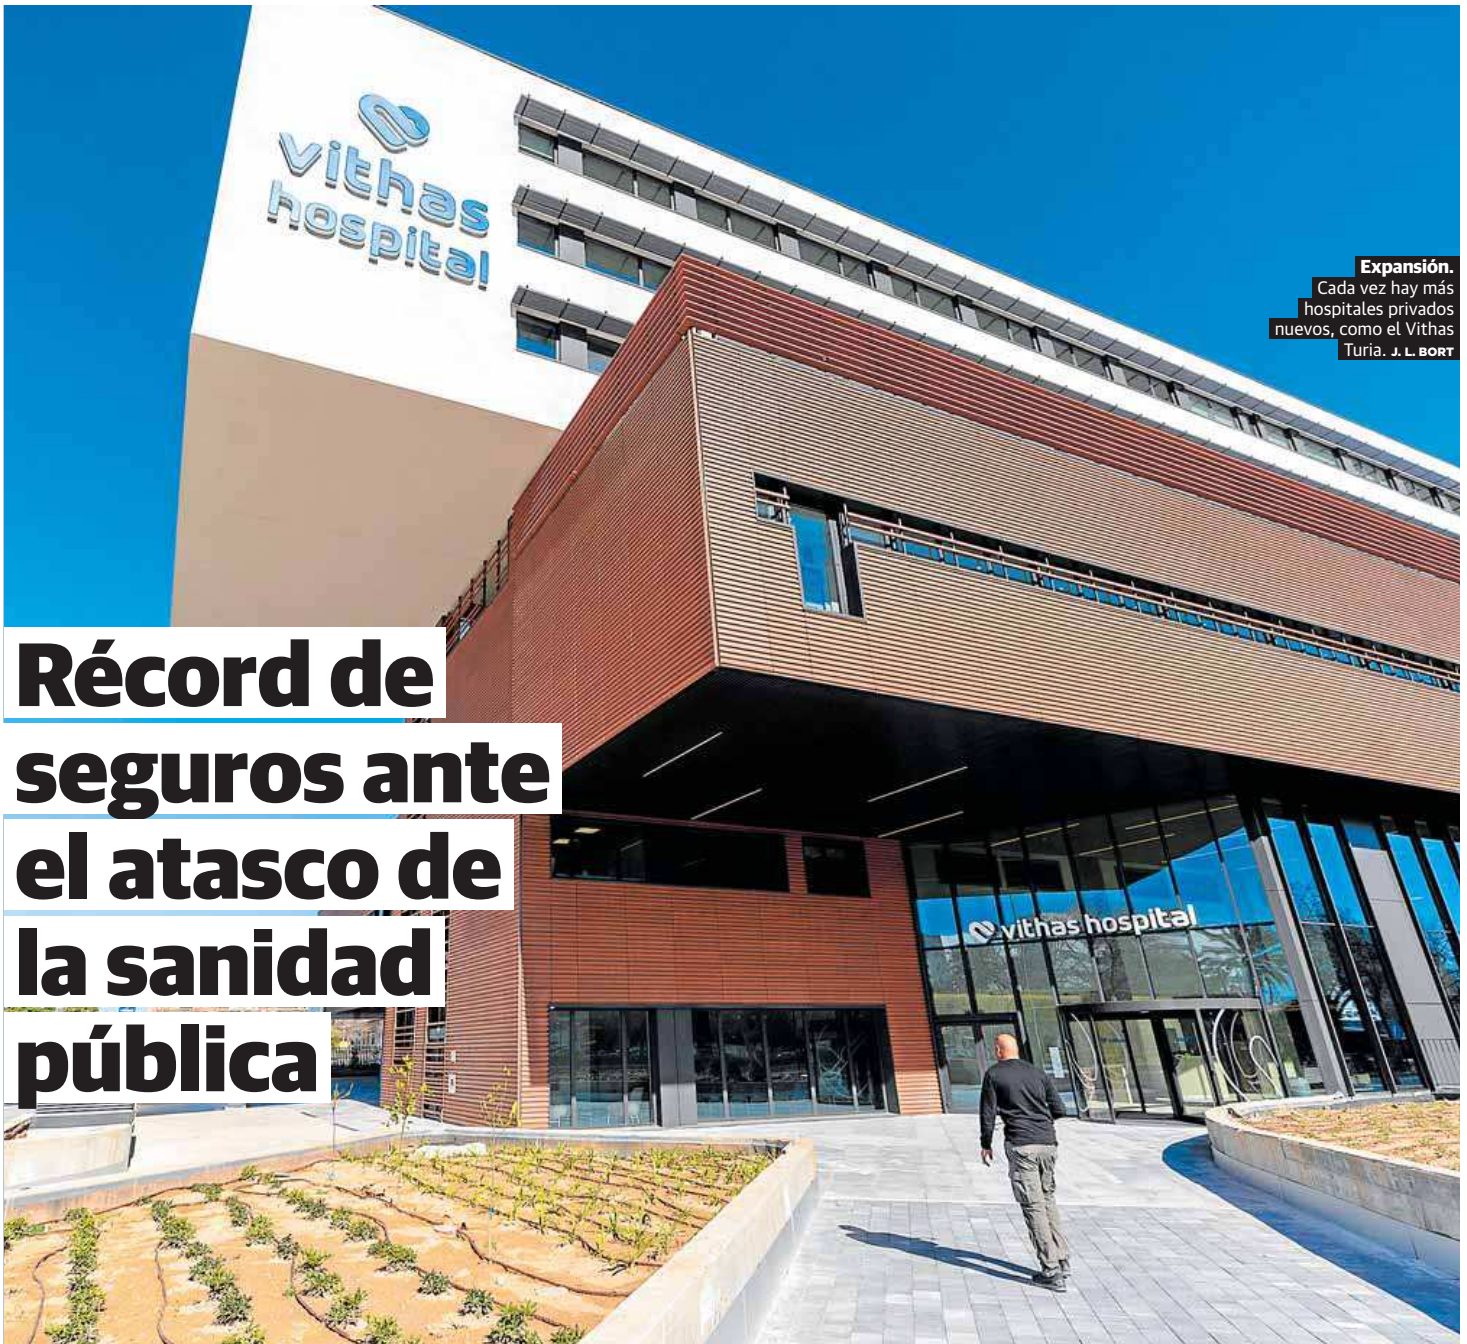 vithas
hospital
Expansión.
Cada vez hay más
hospitales privados
nuevos, como el Vithas
Turia. J. L. BORT
Récord de
seguros ante
el atasco de
la sanidad
pública
vithas hospital